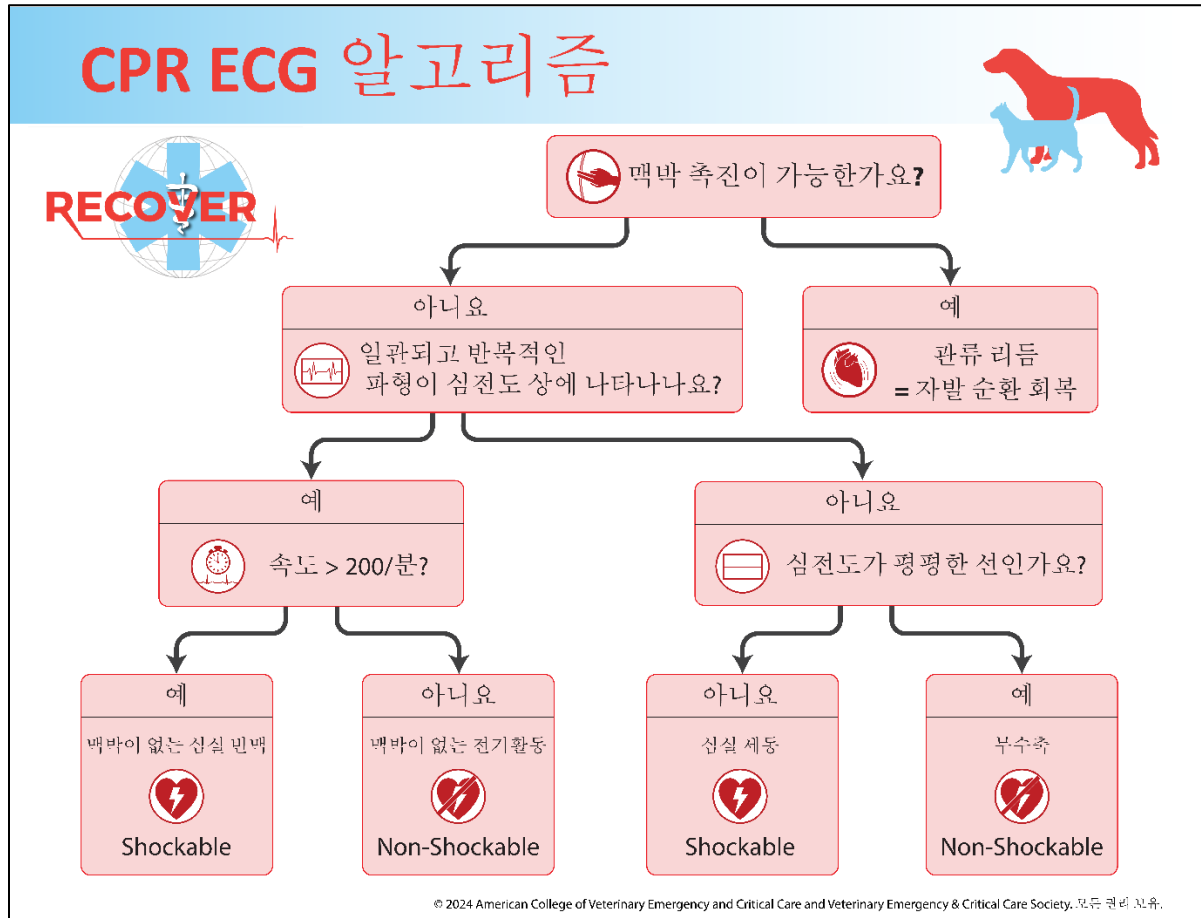 CPR ECG 알고리즘
RECOVER
맥박 촉진이 가능한가요?
아니요
일관되고 반복적인
파형이 심전도 상에 나타나나요?
예
관류 리듬
= 자발 순환 회복
예
속도 > 200/분?
아니요
심전도가 평평한 선인가요?
예
맥박이 없는 심실 빈맥
Shockable
아니요
맥박이 없는 전기활동
Non-Shockable
아니요
심실 세동
Shockable
예
무수축
Non-Shockable
© 2024 American College of Veterinary Emergency and Critical Care and Veterinary Emergency & Critical Care Society. 모든 권리 보유.